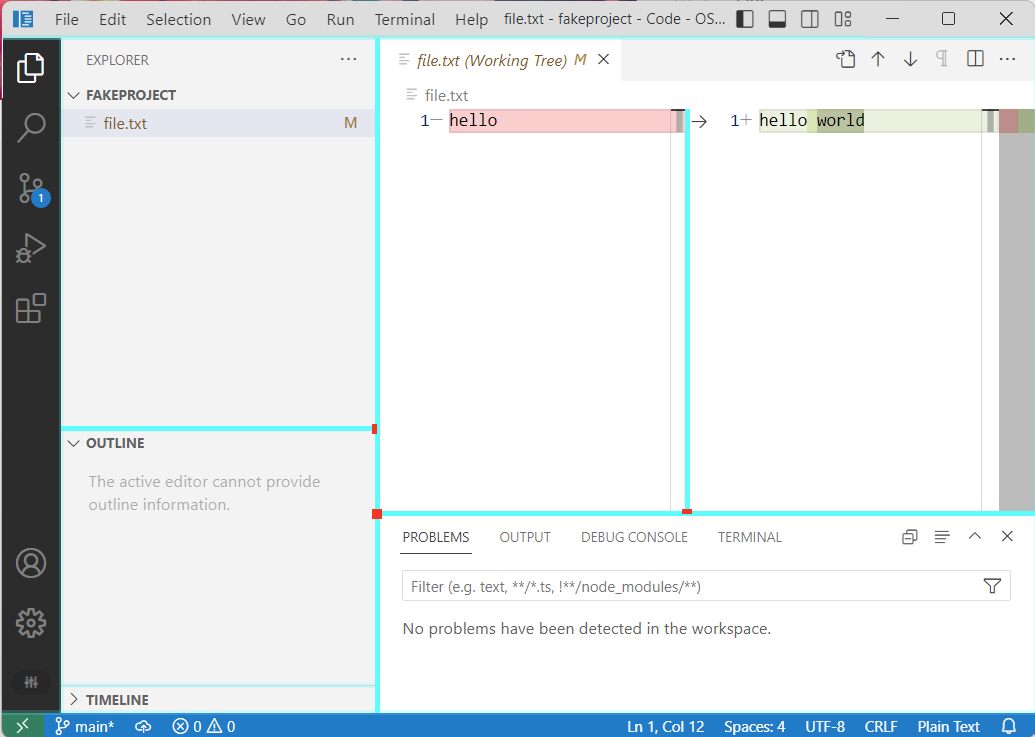 File Edit Selection View Go Run Terminal Help file.txt - fakeproject - Code - OS...
EXPLORER
FAKEPROJECT
file.txt M
OUTLINE
The active editor cannot provide
outline information.
TIMELINE
file.txt (Working Tree) M
file.txt
1 hello
1 hello world
PROBLEMS OUTPUT DEBUG CONSOLE TERMINAL
Filter (e.g. text, **/*.ts, !**/node_modules/**)
No problems have been detected in the workspace.
1
main* 0 0 Ln 1, Col 12 Spaces: 4 UTF-8 CRLF Plain Text